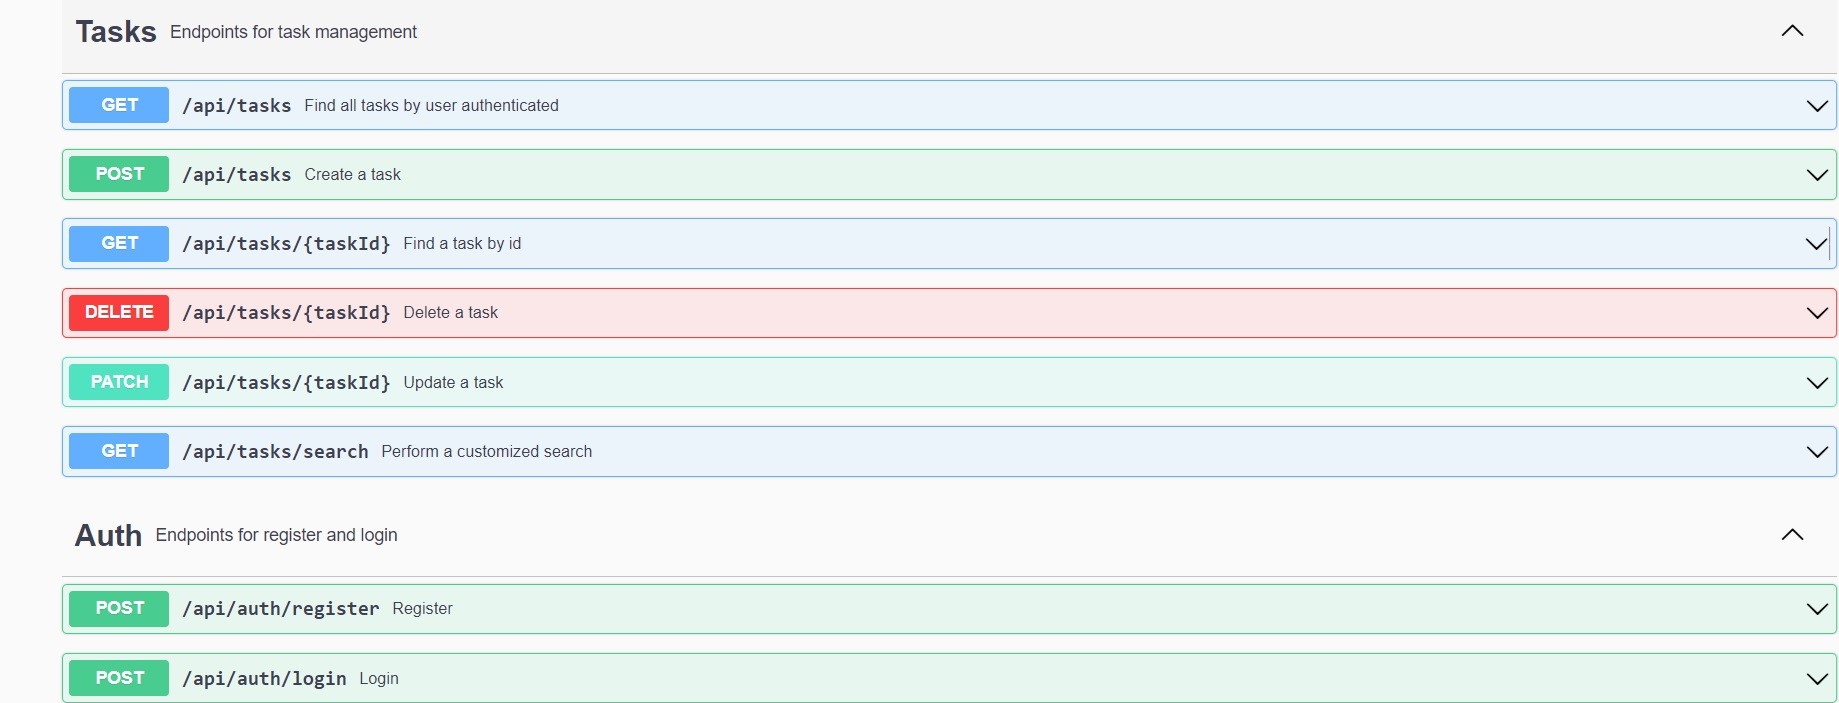 Tasks Endpoints for task management
GET /api/tasks Find all tasks by user authenticated
POST /api/tasks Create a task
GET /api/tasks/{taskId} Find a task by id
DELETE /api/tasks/{taskId} Delete a task
PATCH /api/tasks/{taskId} Update a task
GET /api/tasks/search Perform a customized search
Auth Endpoints for register and login
POST /api/auth/register Register
POST /api/auth/login Login